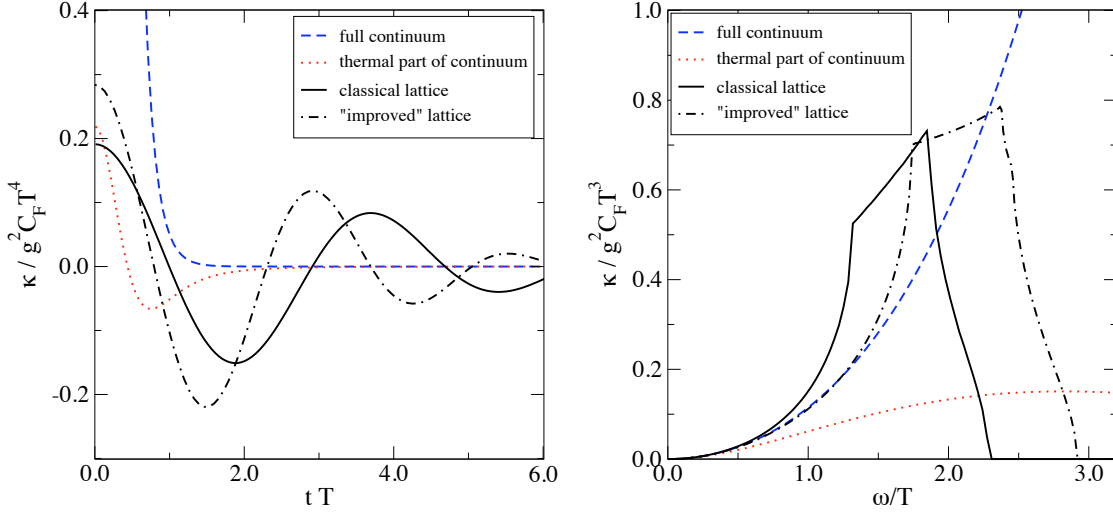 0.4
0.2
0.0
-0.2
κ / g²C_F T⁴
0.0
2.0
4.0
6.0
t T
full continuum
thermal part of continuum
classical lattice
"improved" lattice
1.0
0.8
0.6
0.4
0.2
0.0
κ / g²C_F T³
0.0
1.0
2.0
3.0
ω/T
full continuum
thermal part of continuum
classical lattice
"improved" lattice